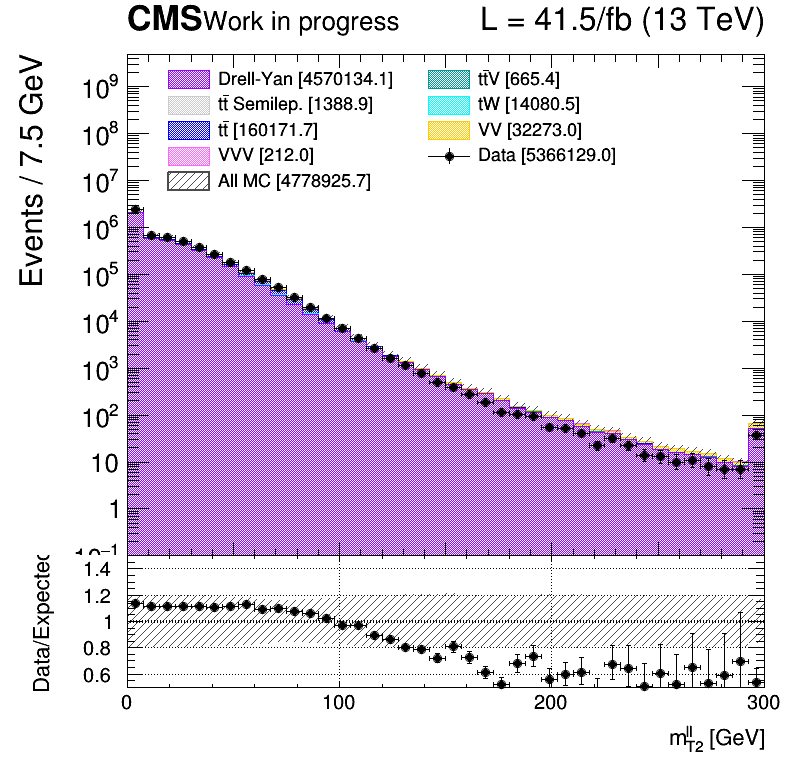 CMS Work in progress L = 41.5/fb (13 TeV)
Events / 7.5 GeV
Drell-Yan [4570134.1]
tt̄ Semilep. [1388.9]
tt̄ [160171.7]
VVV [212.0]
All MC [4778925.7]
tt̄V [665.4]
tW [14080.5]
VV [32273.0]
Data [5366129.0]
10⁹
10⁸
10⁷
10⁶
10⁵
10⁴
10³
10²
10
1
10⁻¹
Data/Expected
1.4
1.2
1
0.8
0.6
0 100 200 300
m_T2^ll [GeV]